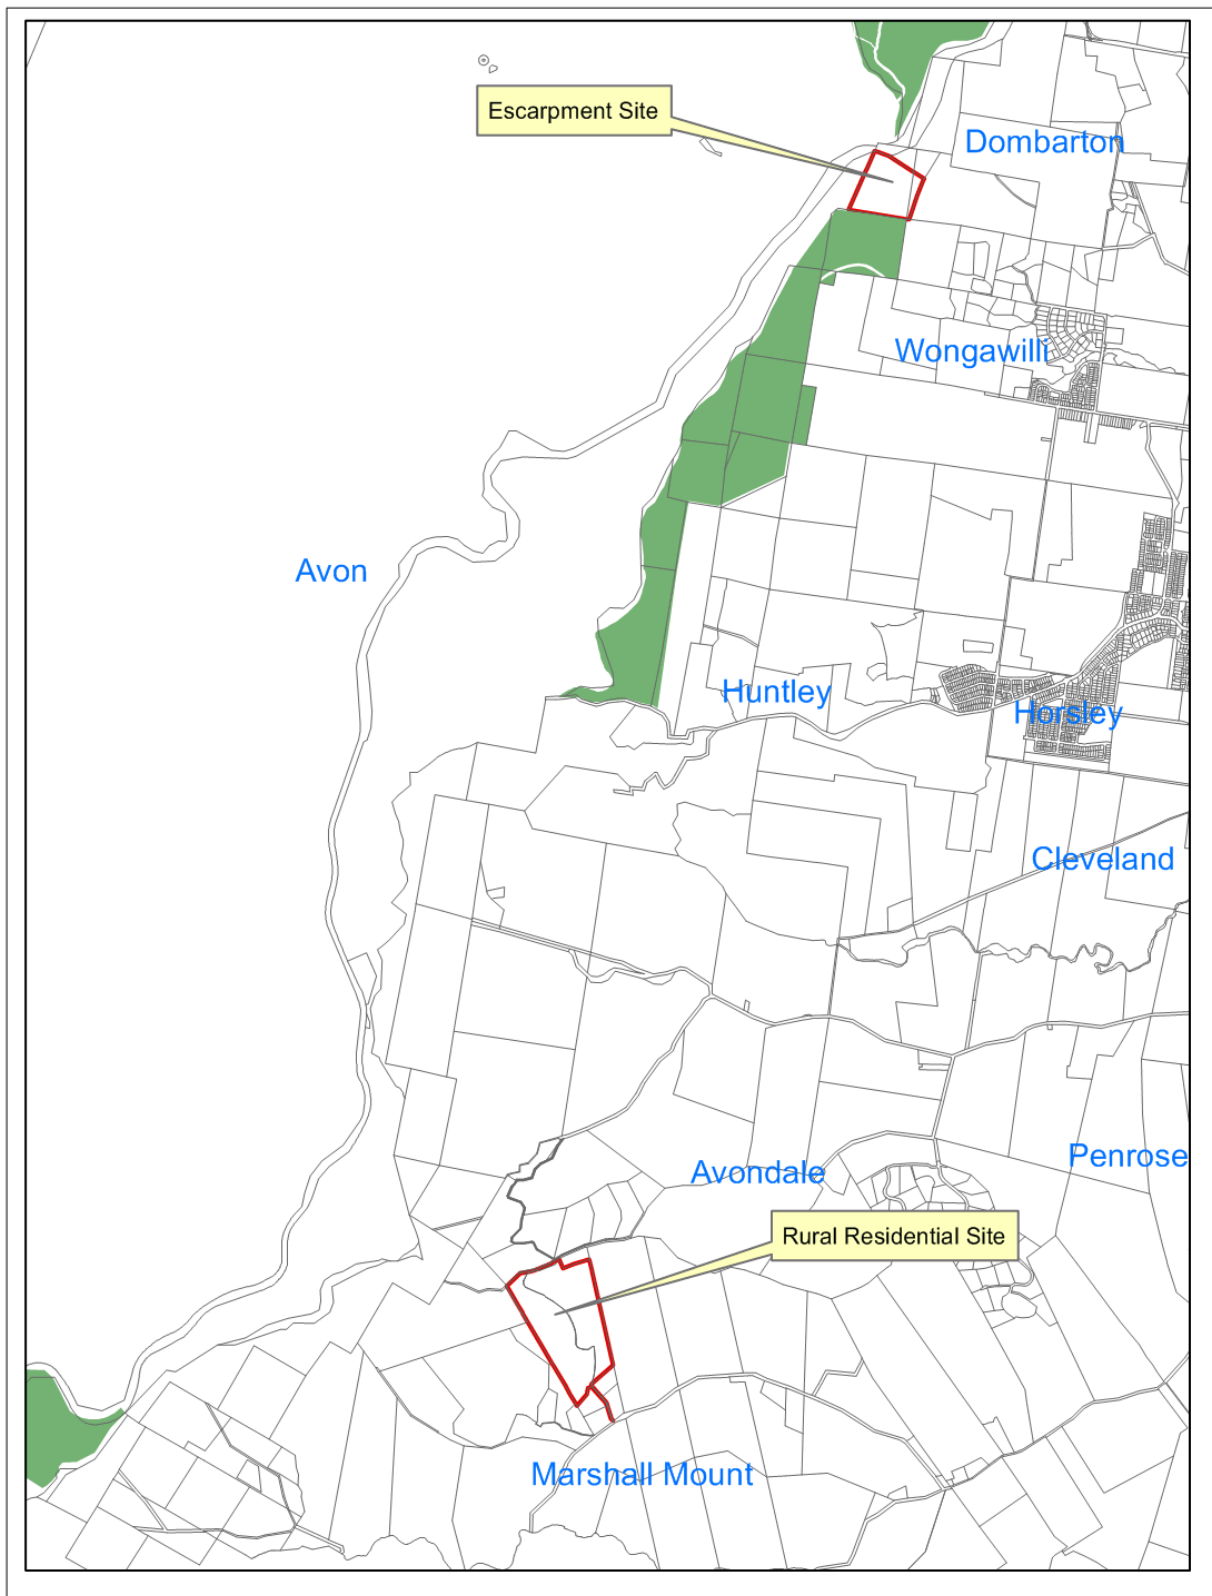 Escarpment Site
Dombarton
Wongawilli
Avon
Huntley
Horsley
Cleveland
Penrose
Avondale
Rural Residential Site
Marshall Mount